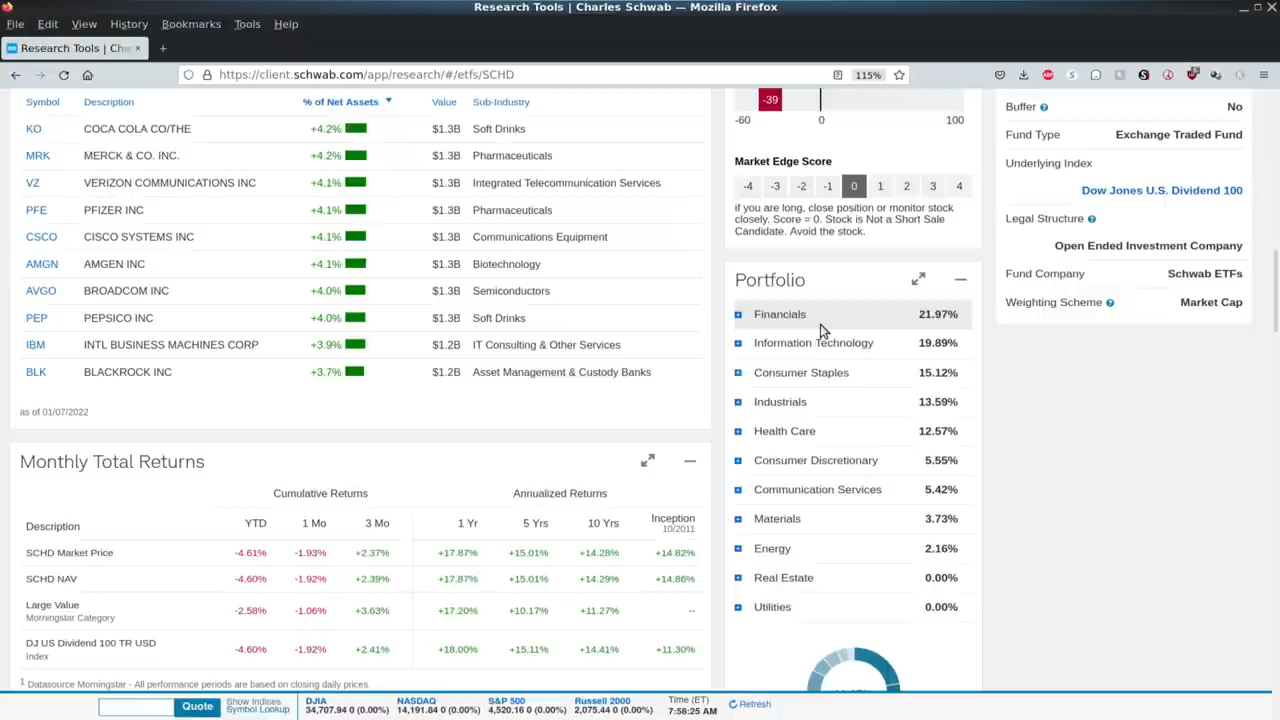 Research Tools | Charles Schwab — Mozilla Firefox
File Edit View History Bookmarks Tools Help
Research Tools | Cha
https://client.schwab.com/app/research/#/etfs/SCHD
115%
Symbol Description % of Net Assets Value Sub-Industry
KO COCA COLA CO/THE +4.2% $1.3B Soft Drinks
MRK MERCK & CO. INC. +4.2% $1.3B Pharmaceuticals
VZ VERIZON COMMUNICATIONS INC +4.1% $1.3B Integrated Telecommunication Services
PFE PFIZER INC +4.1% $1.3B Pharmaceuticals
CSCO CISCO SYSTEMS INC +4.1% $1.3B Communications Equipment
AMGN AMGEN INC +4.1% $1.3B Biotechnology
AVGO BROADCOM INC +4.0% $1.3B Semiconductors
PEP PEPSICO INC +4.0% $1.3B Soft Drinks
IBM INTL BUSINESS MACHINES CORP +3.9% $1.2B IT Consulting & Other Services
BLK BLACKROCK INC +3.7% $1.2B Asset Management & Custody Banks
as of 01/07/2022
Monthly Total Returns
Cumulative Returns Annualized Returns
Description YTD 1 Mo 3 Mo 1 Yr 5 Yrs 10 Yrs Inception
10/2011
SCHD Market Price -4.61% -1.93% +2.37% +17.87% +15.01% +14.28% +14.82%
SCHD NAV -4.60% -1.92% +2.39% +17.87% +15.01% +14.29% +14.86%
Large Value -2.58% -1.06% +3.63% +17.20% +10.17% +11.27% --
Morningstar Category
DJ US Dividend 100 TR USD -4.60% -1.92% +2.41% +18.00% +15.11% +14.41% +11.30%
Index
1 Datasource Morningstar - All performance periods are based on closing daily prices.
-39
-60 0 100
Market Edge Score
-4 -3 -2 -1 0 1 2 3 4
if you are long, close position or monitor stock
closely. Score = 0. Stock is Not a Short Sale
Candidate. Avoid the stock.
Portfolio
Financials 21.97%
Information Technology 19.89%
Consumer Staples 15.12%
Industrials 13.59%
Health Care 12.57%
Consumer Discretionary 5.55%
Communication Services 5.42%
Materials 3.73%
Energy 2.16%
Real Estate 0.00%
Utilities 0.00%
Buffer No
Fund Type Exchange Traded Fund
Underlying Index
Dow Jones U.S. Dividend 100
Legal Structure
Open Ended Investment Company
Fund Company Schwab ETFs
Weighting Scheme Market Cap
Quote
Show Indices
Symbol Lookup
DJIA
34,707.94 0 (0.00%)
NASDAQ
14,191.84 0 (0.00%)
S&P 500
4,520.16 0 (0.00%)
Russell 2000
2,075.44 0 (0.00%)
Time (ET)
7:58:25 AM
Refresh